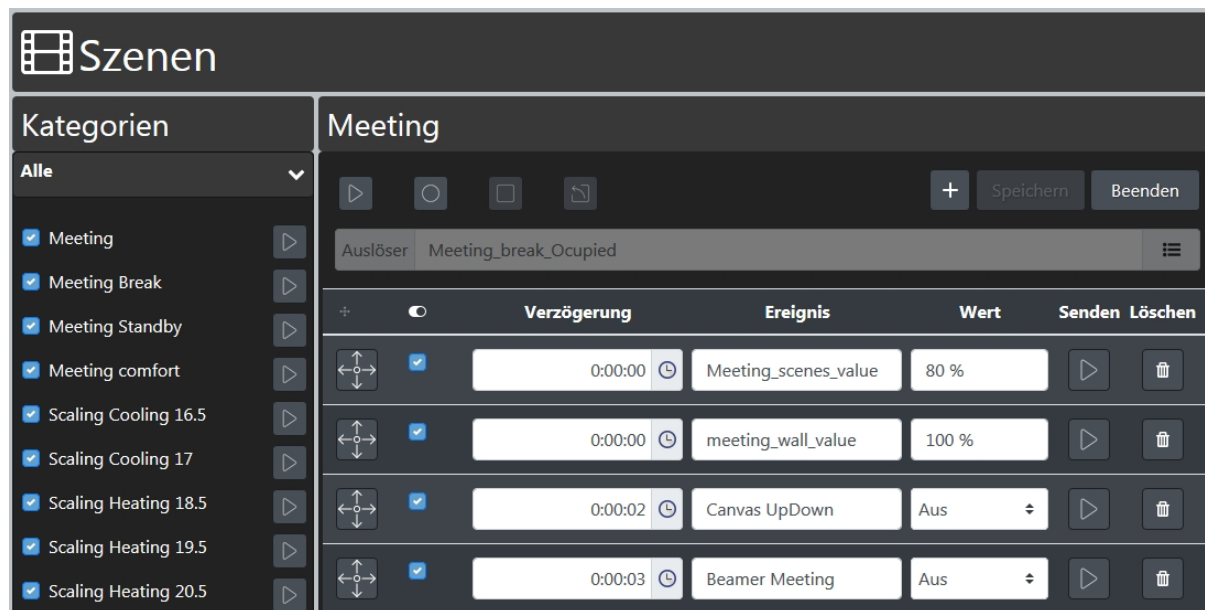 Szenen
Kategorien
Alle
Meeting
Meeting Break
Meeting Standby
Meeting comfort
Scaling Cooling 16.5
Scaling Cooling 17
Scaling Heating 18.5
Scaling Heating 19.5
Scaling Heating 20.5
Meeting
+ Speichern Beenden
Auslöser Meeting_break_Ocupied
Verzögerung Ereignis Wert Senden Löschen
0:00:00 Meeting_scenes_value 80 %
0:00:00 meeting_wall_value 100 %
0:00:02 Canvas UpDown Aus
0:00:03 Beamer Meeting Aus